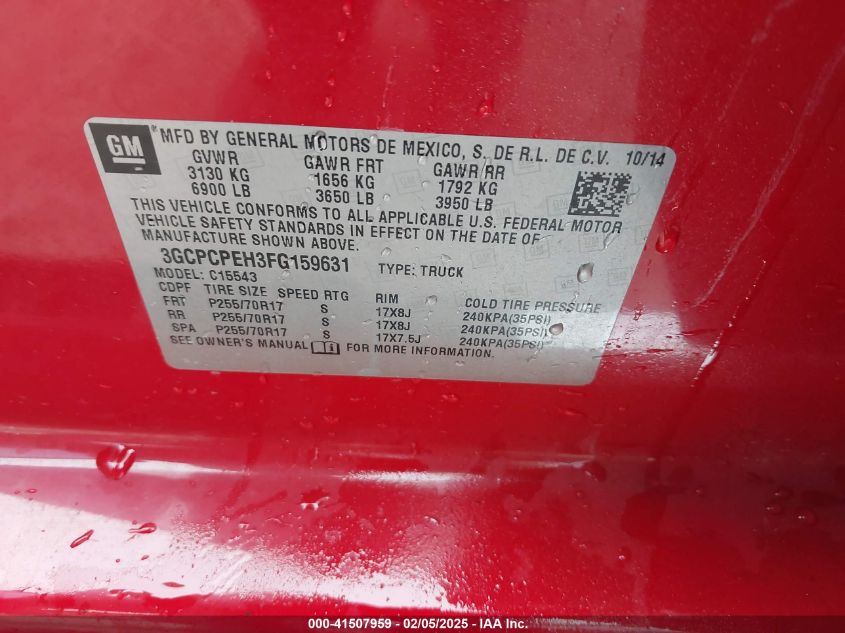 GM MFD BY GENERAL MOTORS DE MEXICO, S. DE R.L. DE C.V. 10/14
GVWR GAWR FRT GAWR RR
3130 KG 1656 KG 1792 KG
6900 LB 3650 LB 3950 LB
THIS VEHICLE CONFORMS TO ALL APPLICABLE U.S. FEDERAL MOTOR
VEHICLE SAFETY STANDARDS IN EFFECT ON THE DATE OF
MANUFACTURE SHOWN ABOVE.
3GCPCPEH3FG159631 TYPE: TRUCK
MODEL: C15543
CDPF TIRE SIZE SPEED RTG RIM COLD TIRE PRESSURE
FRT P255/70R17 S 17X8J 240KPA(35PSI)
RR P255/70R17 S 17X8J 240KPA(35PSI)
SPA P255/70R17 S 17X7.5J 240KPA(35PSI)
SEE OWNER'S MANUAL FOR MORE INFORMATION.
000-41507959 - 02/05/2025 - IAA Inc.